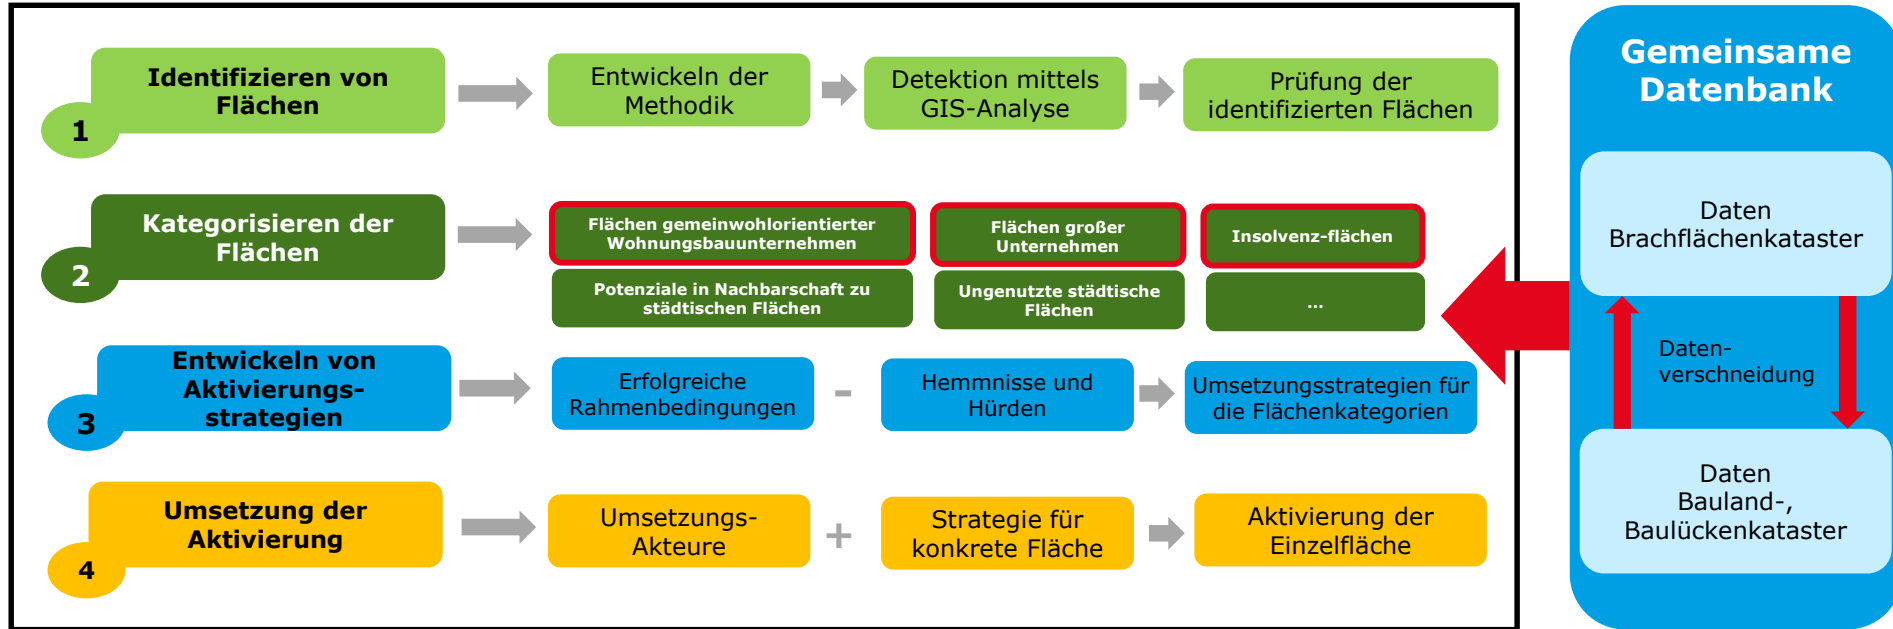 1
Identifizieren von
Flächen
Entwickeln der
Methodik
Detektion mittels
GIS-Analyse
Prüfung der
identifizierten Flächen
2
Kategorisieren der
Flächen
Flächen gemeinwohlorientierter
Wohnungsbauunternehmen
Flächen großer
Unternehmen
Insolvenz-flächen
Potenziale in Nachbarschaft zu
städtischen Flächen
Ungenutzte städtische
Flächen
...
3
Entwickeln von
Aktivierungs-
strategien
Erfolgreiche
Rahmenbedingungen
-
Hemmnisse und
Hürden
Umsetzungsstrategien für
die Flächenkategorien
4
Umsetzung der
Aktivierung
Umsetzungs-
Akteure
+
Strategie für
konkrete Fläche
Aktivierung der
Einzelfläche
Gemeinsame
Datenbank
Daten
Brachflächenkataster
Daten-
verschneidung
Daten
Bauland-,
Baulückenkataster